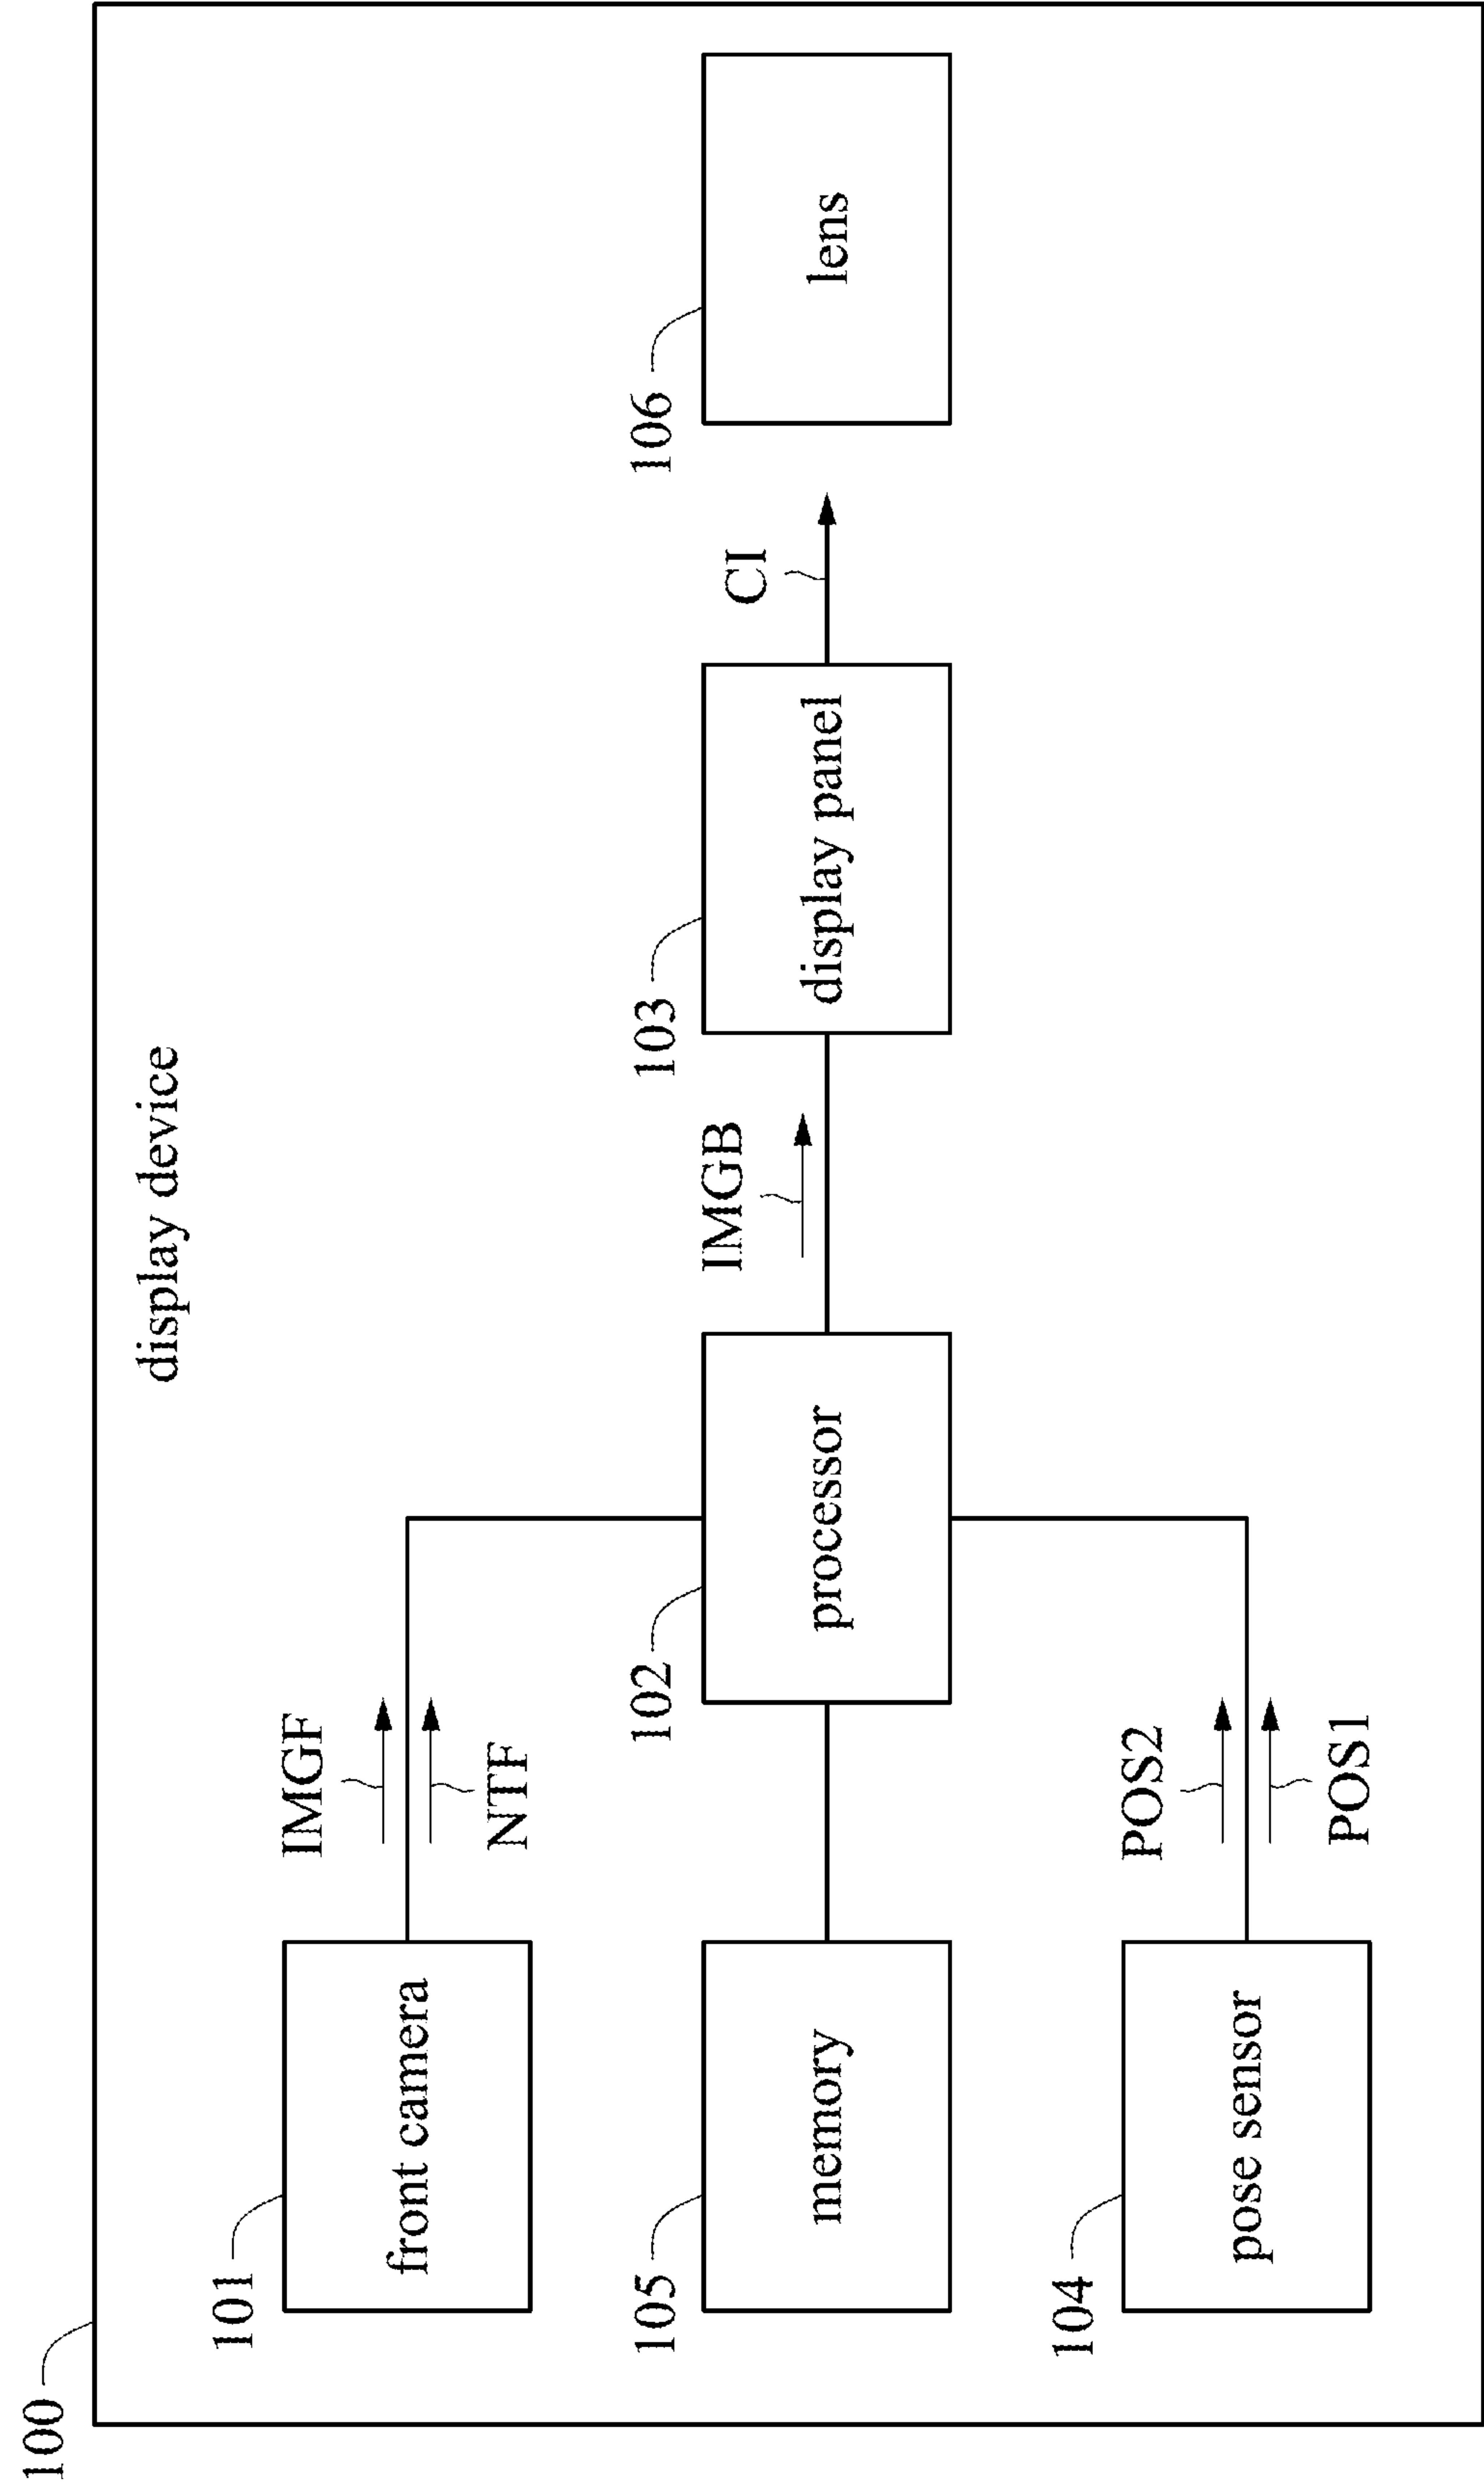 100
display device
101
front camera
IMGF
NTF
105
memory
102
processor
IMGB
103
display panel
CI
106
lens
104
pose sensor
POS2
POS1